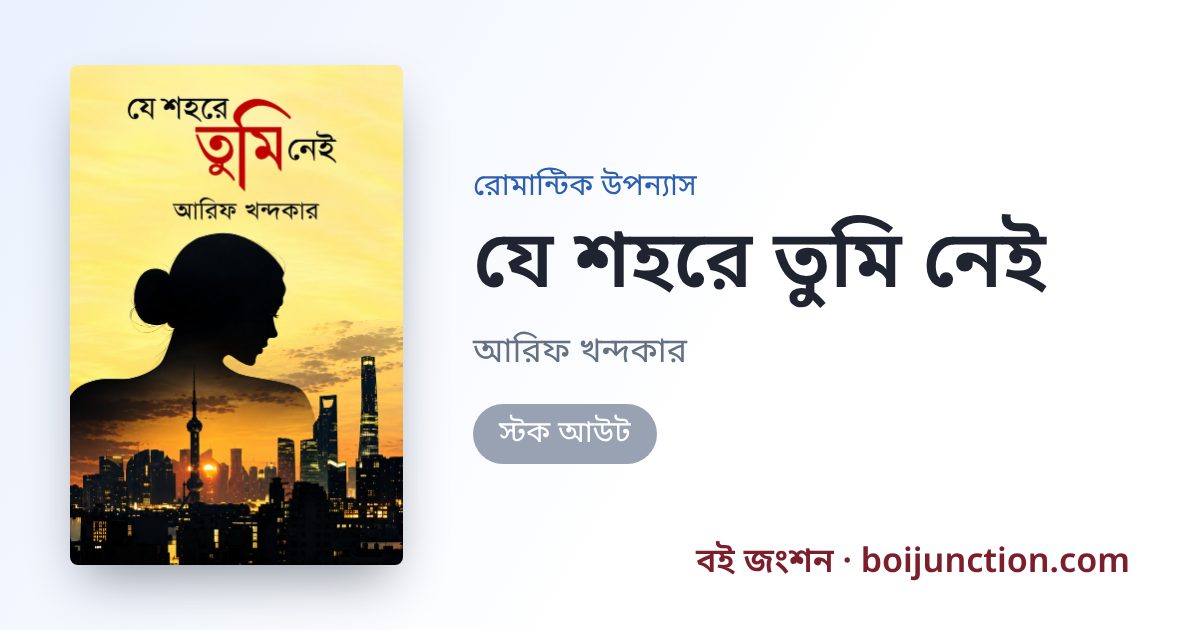 যে শহরে
তুমি নেই
আরিফ খন্দকার
রোমান্টিক উপন্যাস
যে শহরে তুমি নেই
আরিফ খন্দকার
স্টক আউট
বই জংশন · boijunction.com